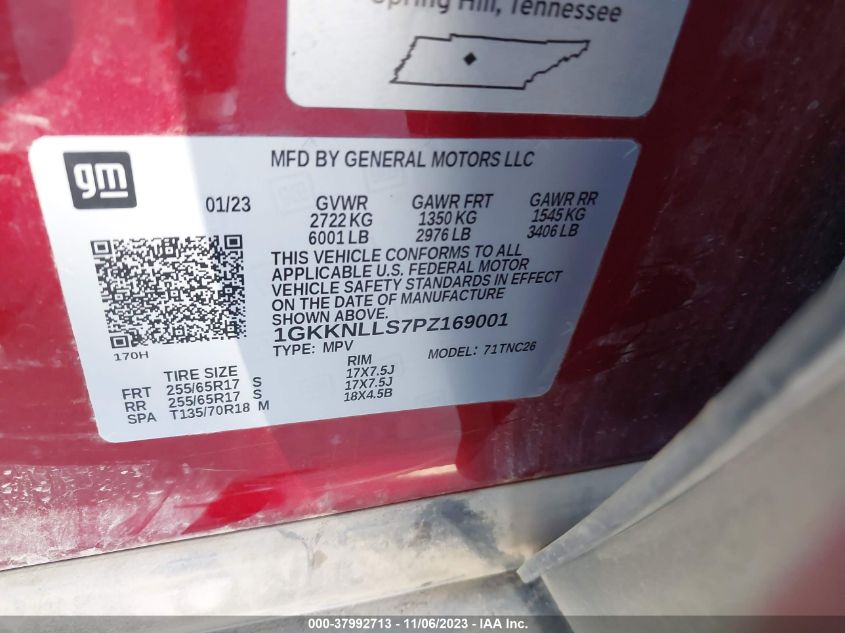 Spring Hill, Tennessee
gm
MFD BY GENERAL MOTORS LLC
01/23 GVWR GAWR FRT GAWR RR
2722 KG 1350 KG 1545 KG
6001 LB 2976 LB 3406 LB
THIS VEHICLE CONFORMS TO ALL
APPLICABLE U.S. FEDERAL MOTOR
VEHICLE SAFETY STANDARDS IN EFFECT
ON THE DATE OF MANUFACTURE
SHOWN ABOVE.
1GKKNLLS7PZ169001
170H
TYPE: MPV MODEL: 71TNC26
TIRE SIZE RIM
FRT 255/65R17 S 17X7.5J
RR 255/65R17 S 17X7.5J
SPA T135/70R18 M 18X4.5B
000-37992713 - 11/06/2023 - IAA Inc.